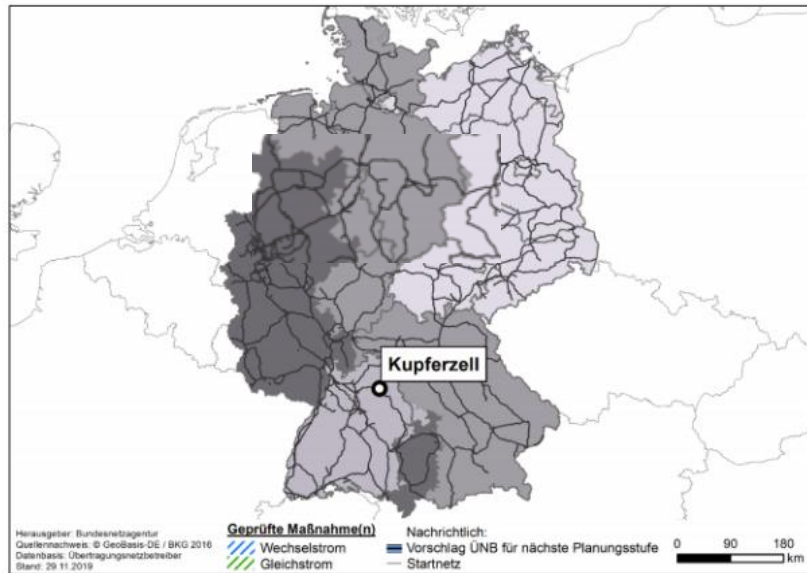 Kupferzell
Herausgeber: Bundesnetzagentur
Quellennachweis: © GeoBasis-DE / BKG 2016
Datenbasis: Übertragungsnetzbetreiber
Stand: 29.11.2019
Geprüfte Maßnahme(n)
Wechselstrom
Gleichstrom
Nachrichtlich:
Vorschlag ÜNB für nächste Planungsstufe
Startnetz
0 90 180
km